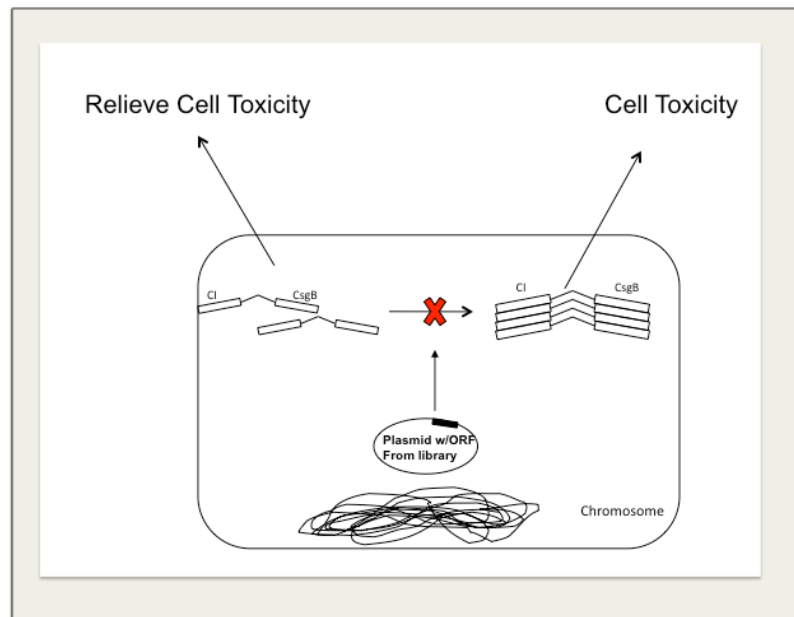 Relieve Cell Toxicity
Cell Toxicity
CI
CsgB
CI
CsgB
Plasmid w/ORF
From library
Chromosome